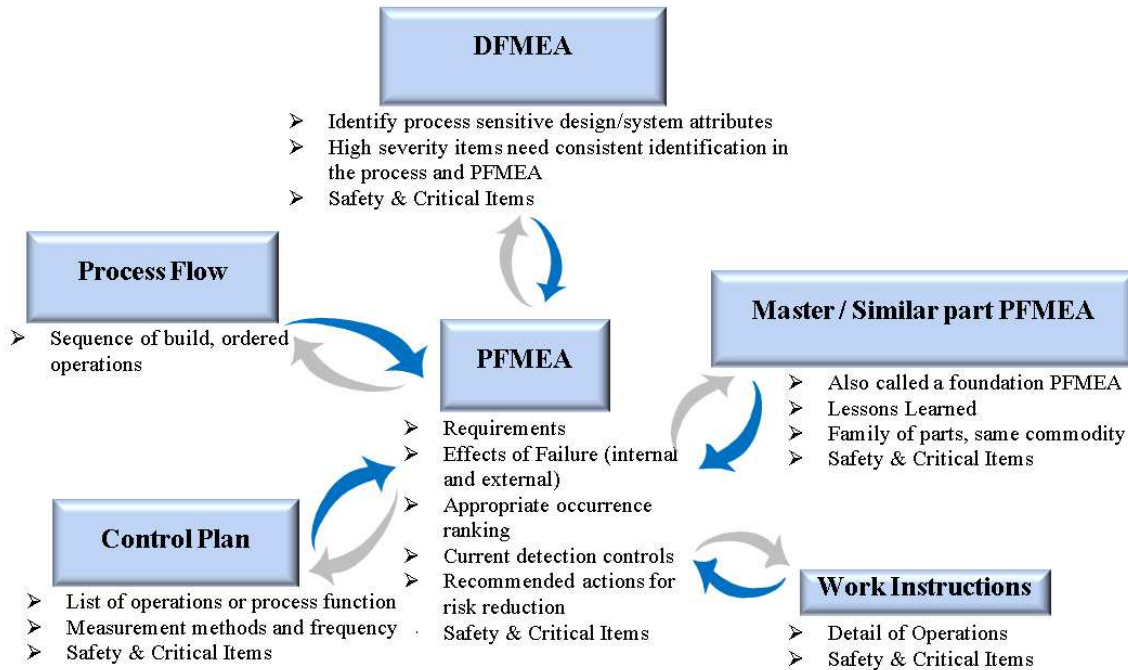 DFMEA
➢ Identify process sensitive design/system attributes
➢ High severity items need consistent identification in
the process and PFMEA
➢ Safety & Critical Items
Process Flow
➢ Sequence of build, ordered
operations
Master / Similar part PFMEA
➢ Also called a foundation PFMEA
➢ Lessons Learned
➢ Family of parts, same commodity
➢ Safety & Critical Items
PFMEA
➢ Requirements
➢ Effects of Failure (internal
and external)
➢ Appropriate occurrence
ranking
➢ Current detection controls
➢ Recommended actions for
risk reduction
. Safety & Critical Items
Control Plan
➢ List of operations or process function
➢ Measurement methods and frequency
➢ Safety & Critical Items
Work Instructions
➢ Detail of Operations
➢ Safety & Critical Items